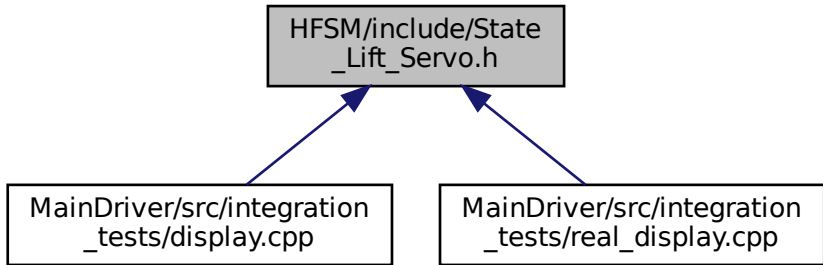 HFSM/include/State
_Lift_Servo.h
MainDriver/src/integration
_tests/display.cpp
MainDriver/src/integration
_tests/real_display.cpp